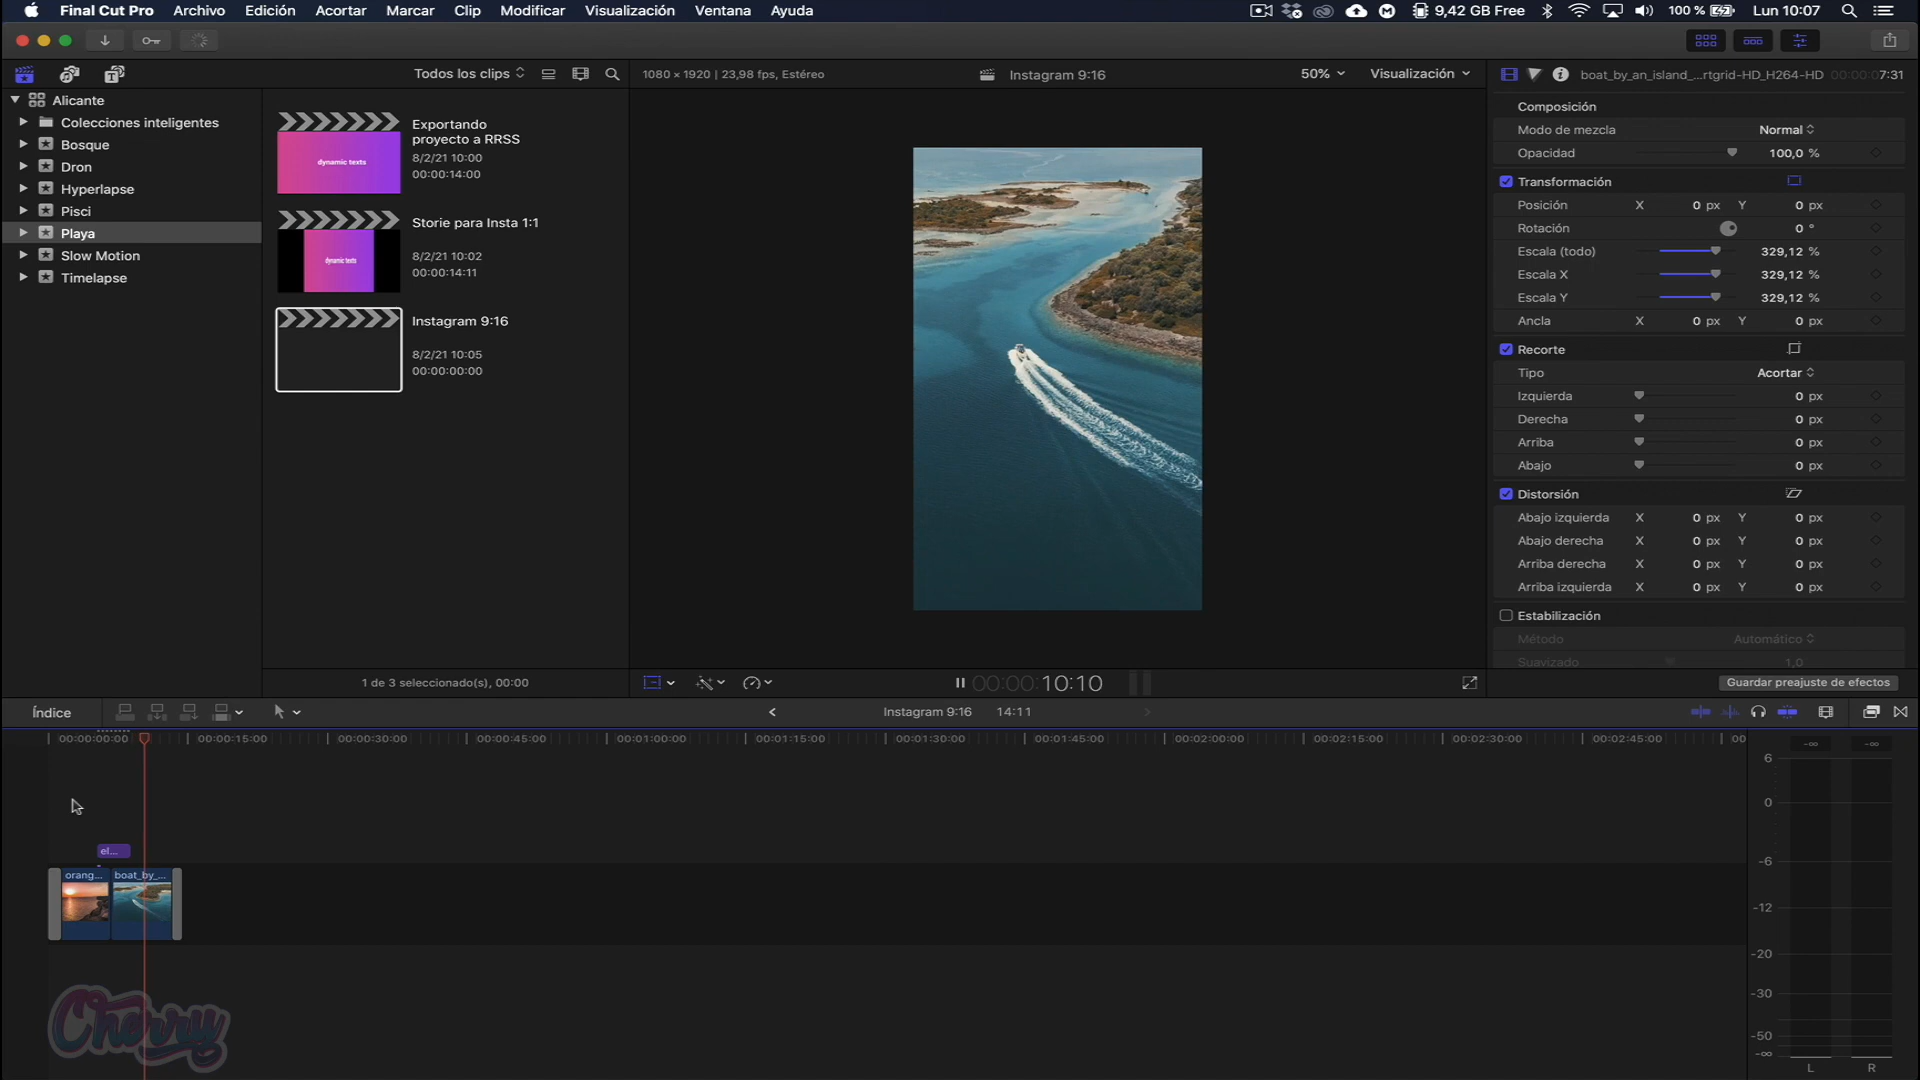 Final Cut Pro Archivo Edición Acortar Marcar Clip Modificar Visualización Ventana Ayuda 9,42 GB Free 100 % Lun 10:07
Todos los clips 1080 × 1920 | 23,98 fps, Estéreo Instagram 9:16 50% Visualización boat_by_an_island_...rtgrid-HD_H264-HD 00:00:07:31
Alicante
Colecciones inteligentes
Bosque
Dron
Hyperlapse
Pisci
Playa
Slow Motion
Timelapse
dynamic texts
Exportando
proyecto a RRSS
8/2/21 10:00
00:00:14:00
dynamic texts
Storie para Insta 1:1
8/2/21 10:02
00:00:14:11
Instagram 9:16
8/2/21 10:05
00:00:00:00
1 de 3 seleccionado(s), 00:00
00:00:10:10
Composición
Modo de mezcla Normal
Opacidad 100,0 %
Transformación
Posición X 0 px Y 0 px
Rotación 0 °
Escala (todo) 329,12 %
Escala X 329,12 %
Escala Y 329,12 %
Ancla X 0 px Y 0 px
Recorte
Tipo Acortar
Izquierda 0 px
Derecha 0 px
Arriba 0 px
Abajo 0 px
Distorsión
Abajo izquierda X 0 px Y 0 px
Abajo derecha X 0 px Y 0 px
Arriba derecha X 0 px Y 0 px
Arriba izquierda X 0 px Y 0 px
Estabilización
Método Automático
Suavizado 1,0
Guardar preajuste de efectos
Índice Instagram 9:16 14:11
00:00:00:00 00:00:15:00 00:00:30:00 00:00:45:00 00:01:00:00 00:01:15:00 00:01:30:00 00:01:45:00 00:02:00:00 00:02:15:00 00:02:30:00 00:02:45:00 00
el...
orang... boat_by_...
-∞ -∞
6
0
-6
-12
-20
-30
-50
-∞
L R
Cherry